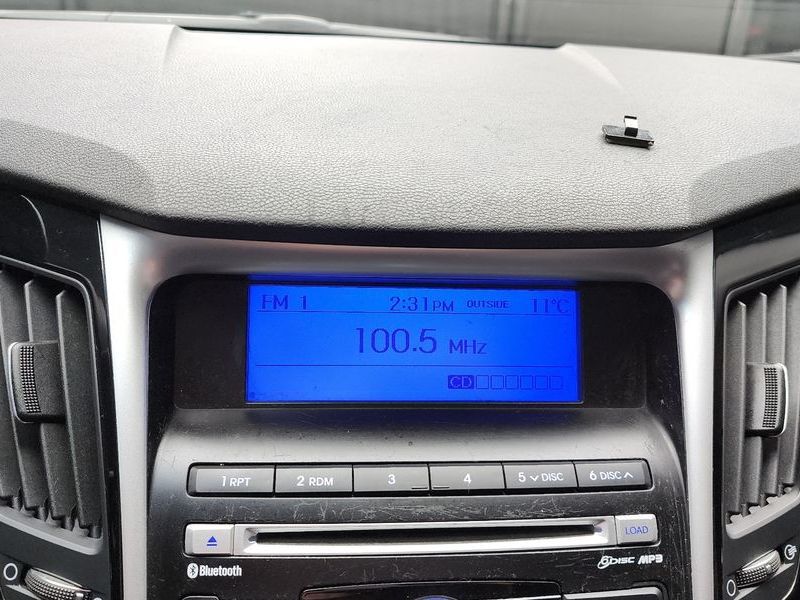 FM 1 2:31PM OUTSIDE 11°C
100.5 MHz
CD
1 RPT 2 RDM 3 4 5 DISC 6 DISC
LOAD
Bluetooth 6DISC MP3